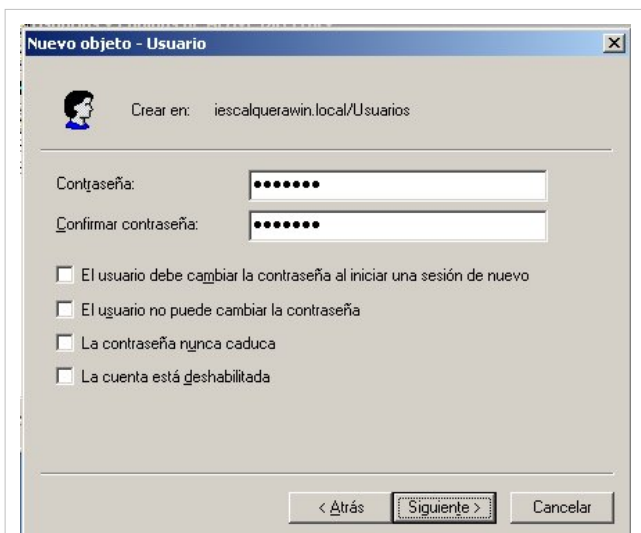 Nuevo objeto - Usuario
Crear en: iescalquerawin.local/Usuarios
Contraseña: •••••••
Confirmar contraseña: •••••••
El usuario debe cambiar la contraseña al iniciar una sesión de nuevo
El usuario no puede cambiar la contraseña
La contraseña nunca caduca
La cuenta está deshabilitada
< Atrás Siguiente > Cancelar